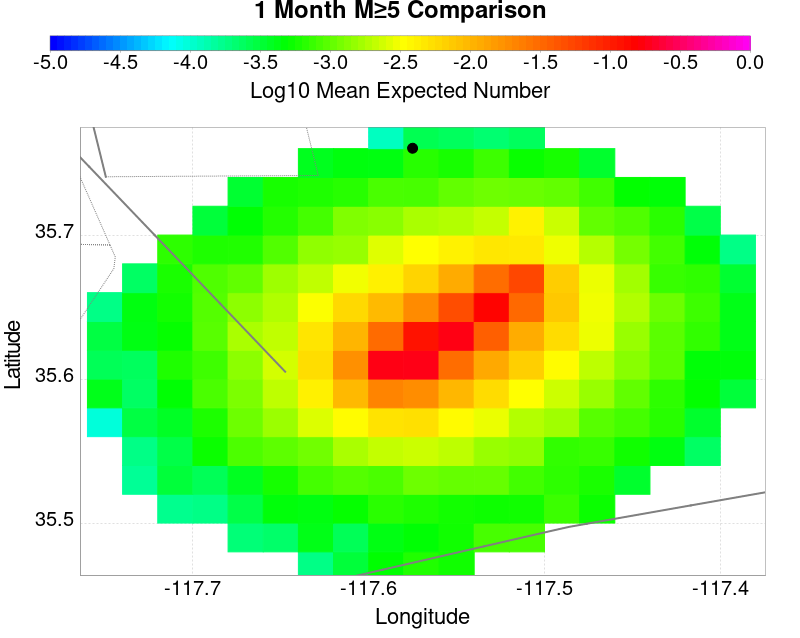 1 Month M≥5 Comparison
-5.0 -4.5 -4.0 -3.5 -3.0 -2.5 -2.0 -1.5 -1.0 -0.5 0.0
Log10 Mean Expected Number
35.7
35.6
35.5
Latitude
-117.7 -117.6 -117.5 -117.4
Longitude